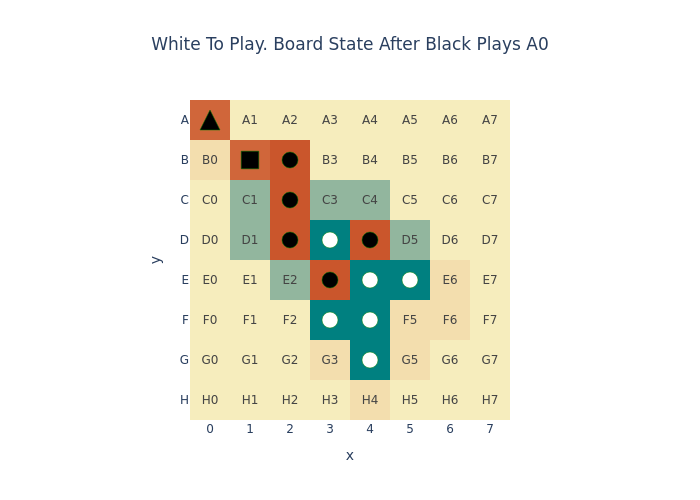 White To Play. Board State After Black Plays A0
A A1 A2 A3 A4 A5 A6 A7
B B0 B3 B4 B5 B6 B7
C C0 C1 C3 C4 C5 C6 C7
D D0 D1 D5 D6 D7
y
E E0 E1 E2 E6 E7
F F0 F1 F2 F5 F6 F7
G G0 G1 G2 G3 G5 G6 G7
H H0 H1 H2 H3 H4 H5 H6 H7
0 1 2 3 4 5 6 7
x